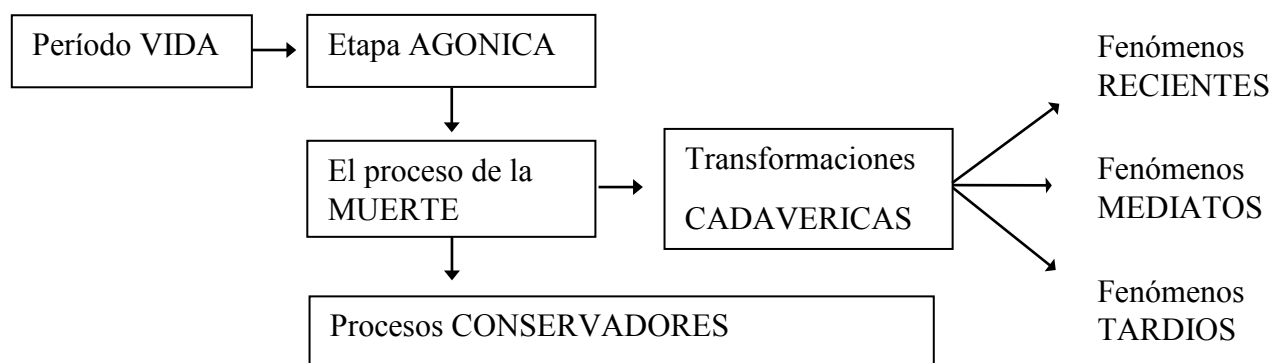 Período VIDA
Etapa AGONICA
Fenómenos
RECIENTES
El proceso de la
MUERTE
Transformaciones
CADAVERICAS
Fenómenos
MEDIATOS
Procesos CONSERVADORES
Fenómenos
TARDIOS